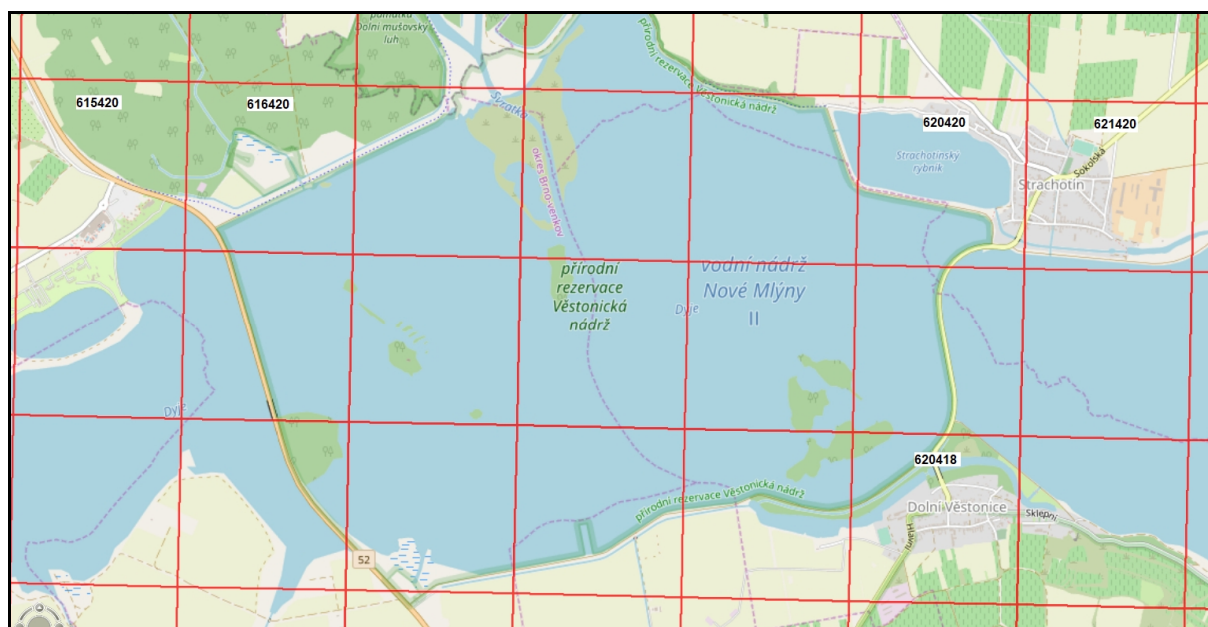 památka
Dolní mušovský
luh
přírodní rezervace Věstonická nádrž
615420
616420
Svratka
620420
621420
Strachotínský
rybník
Sokolská
Strachotín
okres Brno-venkov
přírodní
rezervace
Věstonická
nádrž
vodní nádrž
Nové Mlýny
II
Dyje
Dyje
620418
přírodní rezervace Věstonická nádrž
Dolní Věstonice
Sklepní
Hlavní
52